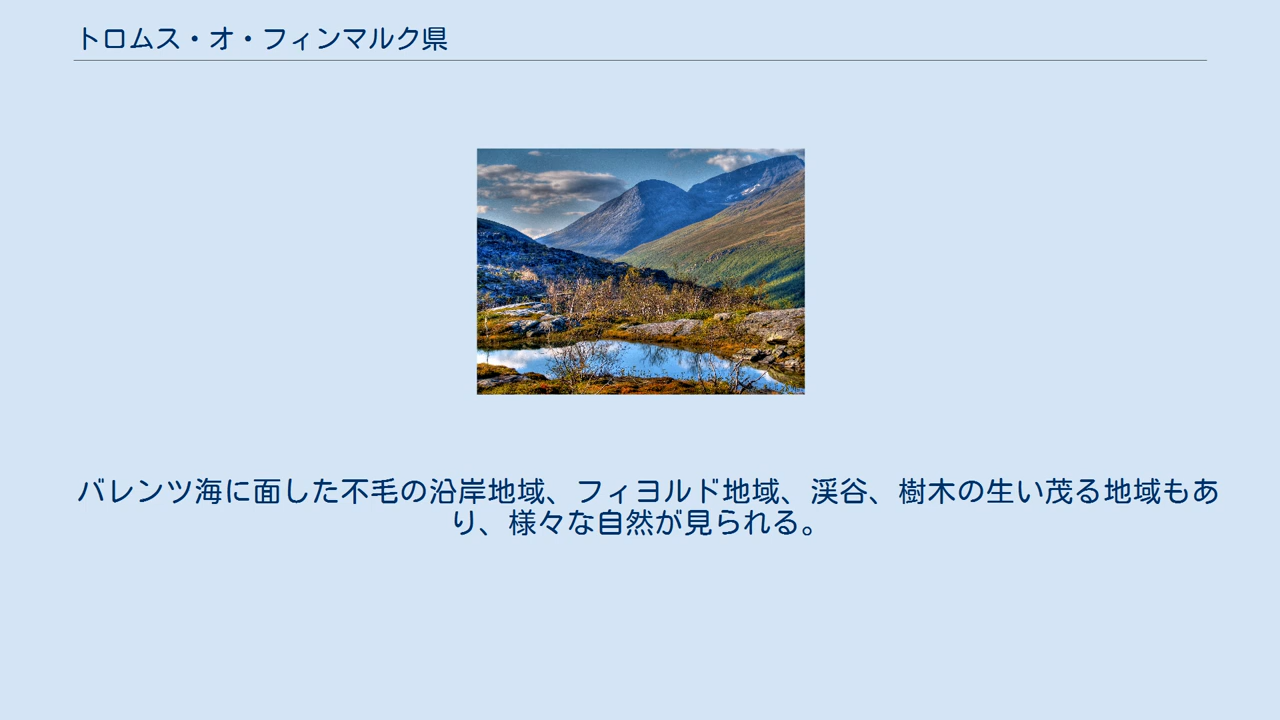 トロムス・オ・フィンマルク県
バレンツ海に面した不毛の沿岸地域、フィヨルド地域、渓谷、樹木の生い茂る地域もあ
り、様々な自然が見られる。